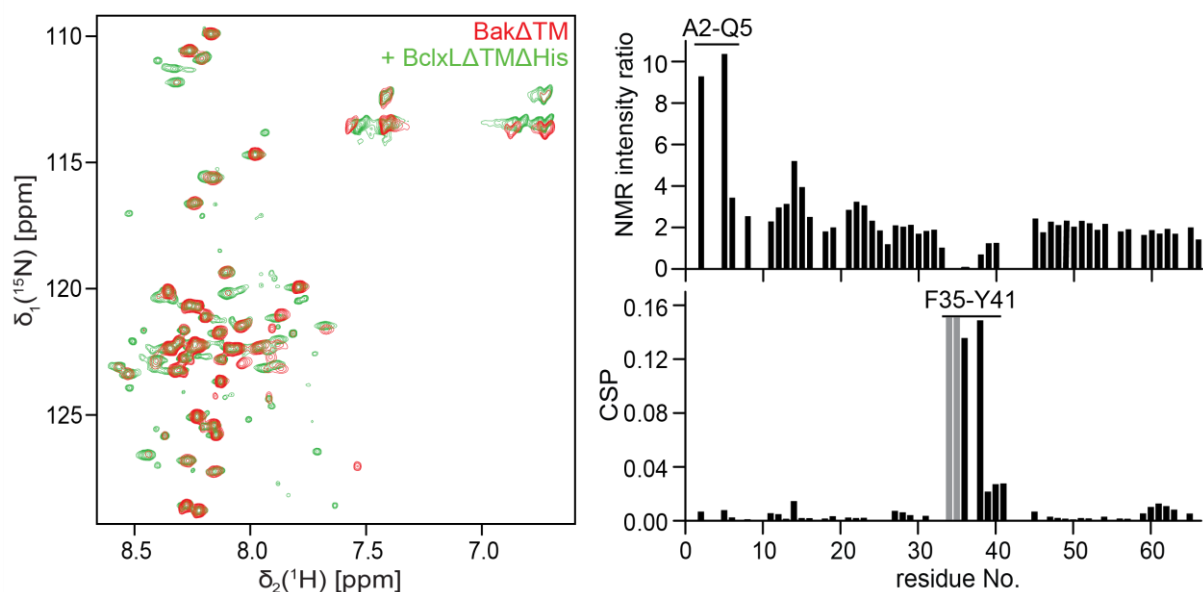 BakΔTM
+ BclxLΔTMΔHis
110
115
120
125
δ₁(¹⁵N) [ppm]
8.5 8.0 7.5 7.0
δ₂(¹H) [ppm]
A2-Q5
10
8
6
4
2
0
NMR intensity ratio
F35-Y41
0.16
0.12
0.08
0.04
0.00
CSP
0 10 20 30 40 50 60
residue No.